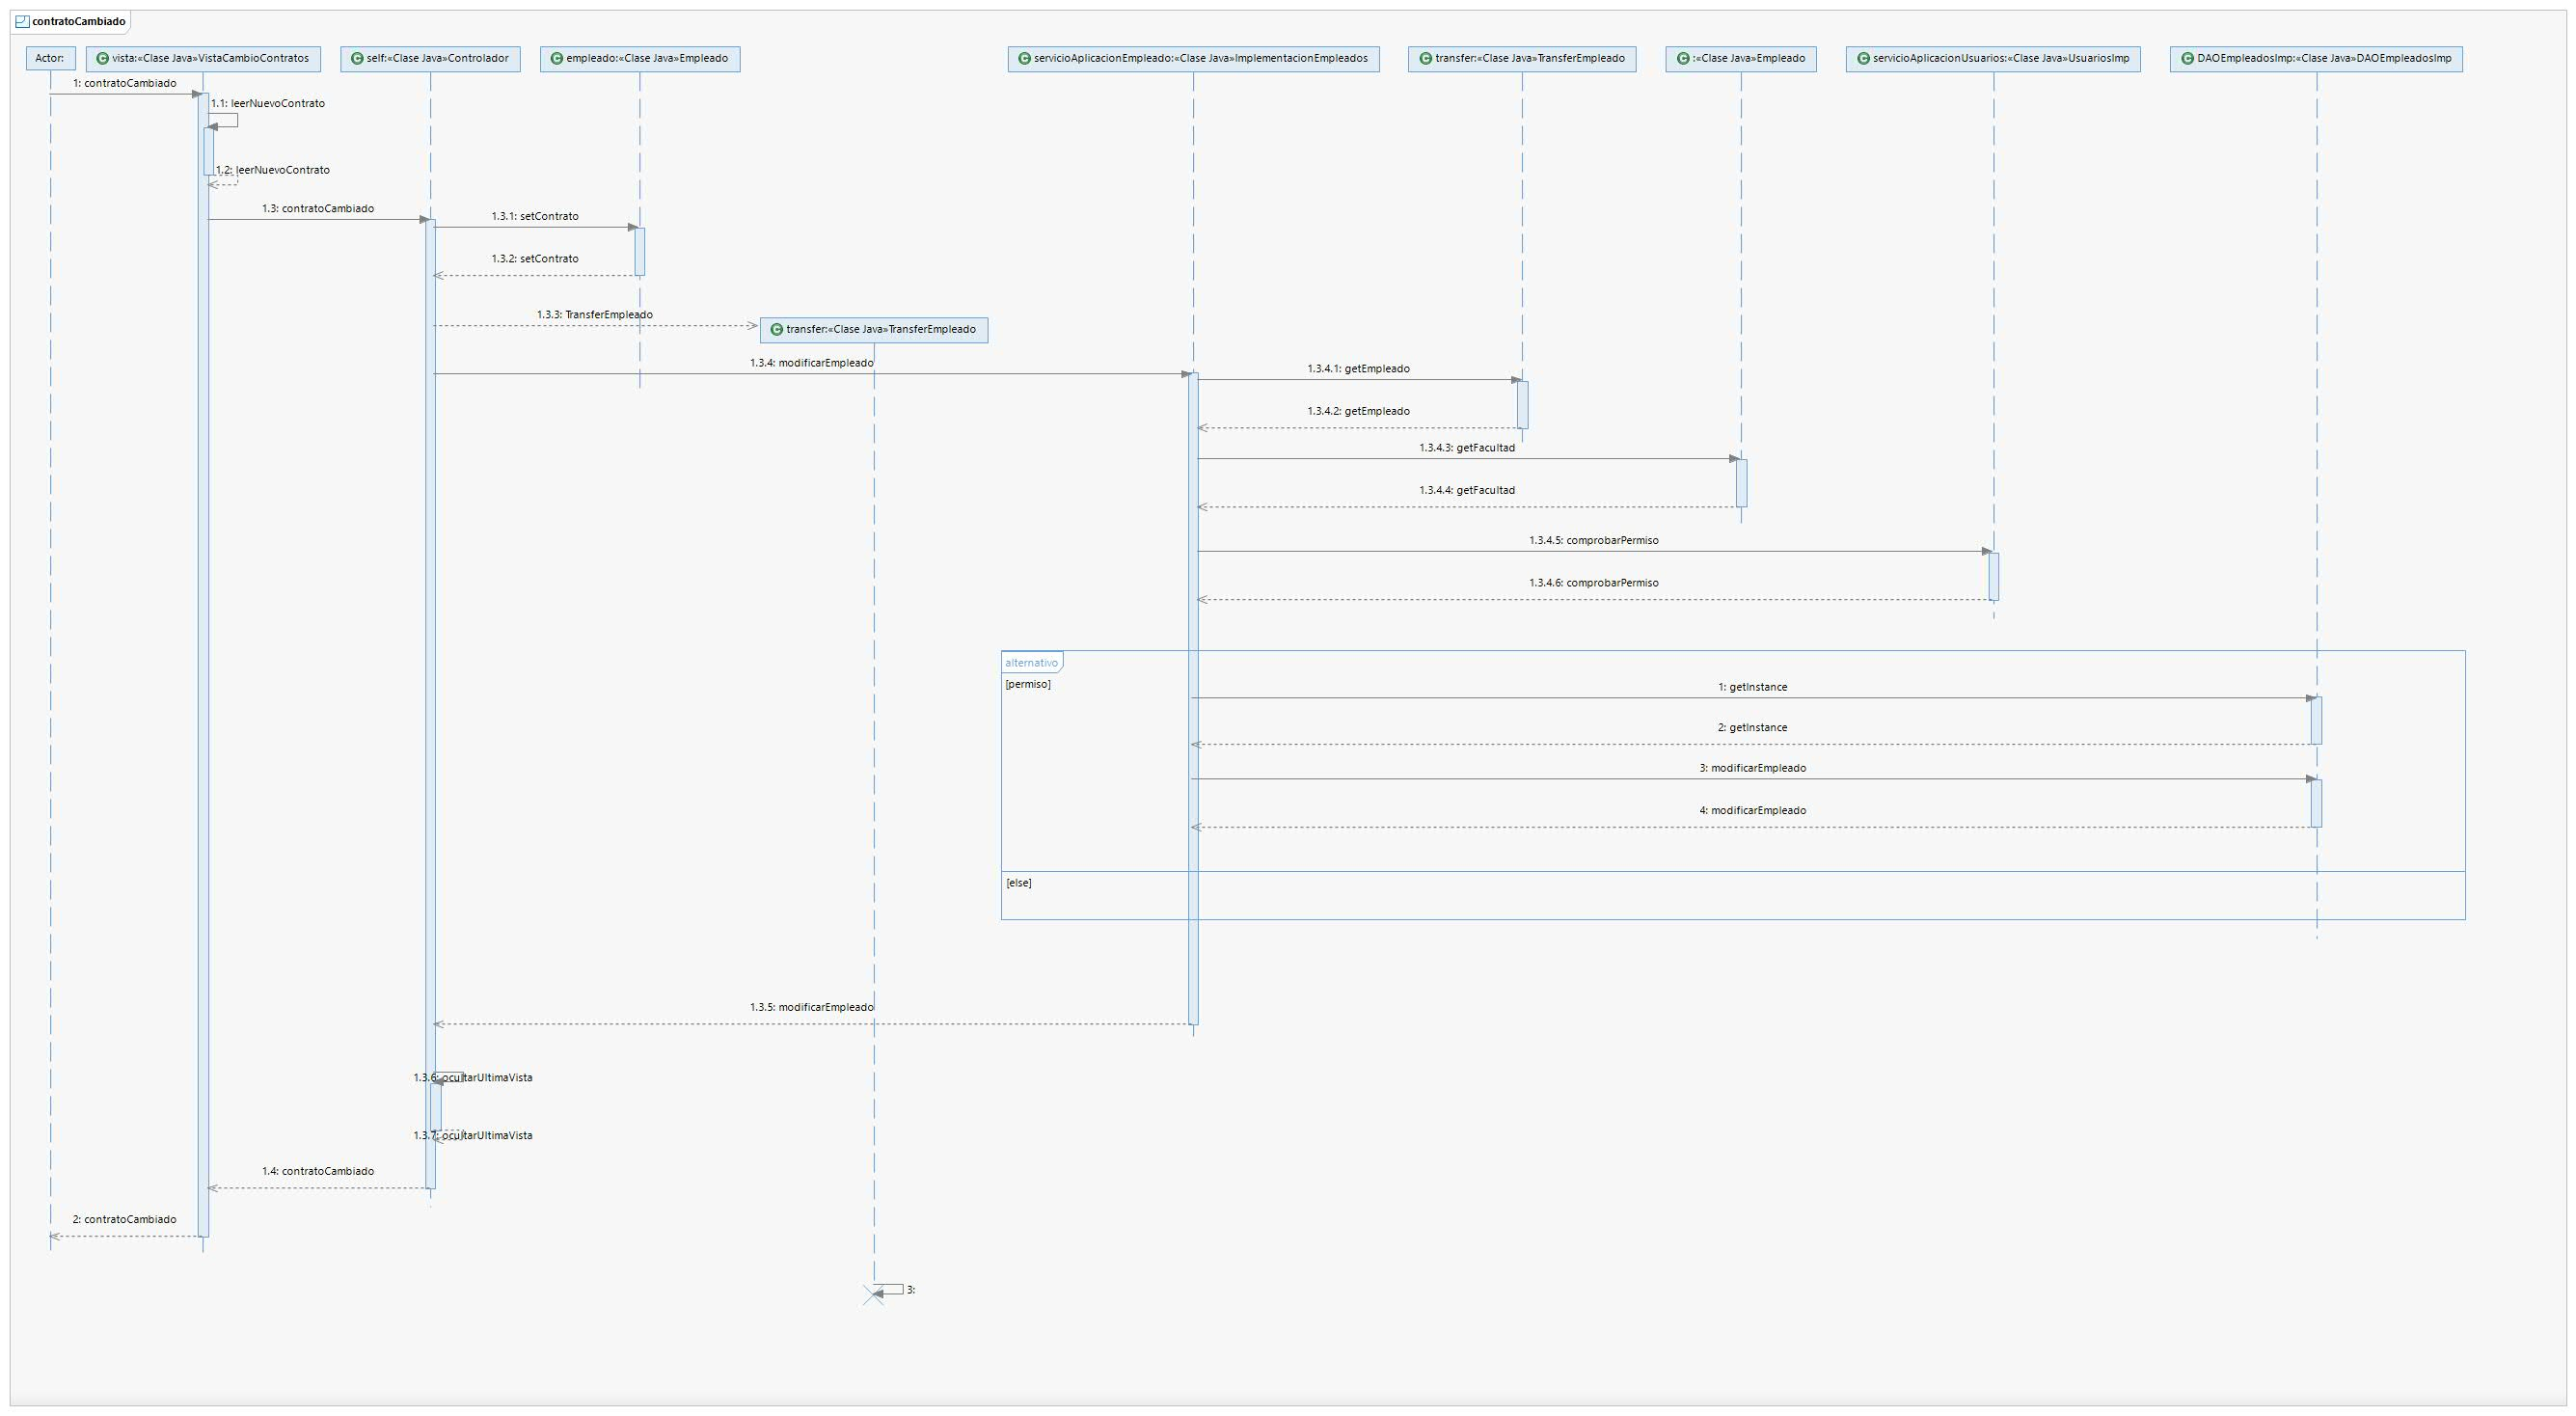 contratoCambiado
Actor:
vista:«Clase Java»VistaCambioContratos
self:«Clase Java»Controlador
empleado:«Clase Java»Empleado
servicioAplicacionEmpleado:«Clase Java»ImplementacionEmpleados
transfer:«Clase Java»TransferEmpleado
:«Clase Java»Empleado
servicioAplicacionUsuarios:«Clase Java»UsuariosImp
DAOEmpleadosImp:«Clase Java»DAOEmpleadosImp
1: contratoCambiado
1.1: leerNuevoContrato
1.2: leerNuevoContrato
1.3: contratoCambiado
1.3.1: setContrato
1.3.2: setContrato
1.3.3: TransferEmpleado
transfer:«Clase Java»TransferEmpleado
1.3.4: modificarEmpleado
1.3.4.1: getEmpleado
1.3.4.2: getEmpleado
1.3.4.3: getFacultad
1.3.4.4: getFacultad
1.3.4.5: comprobarPermiso
1.3.4.6: comprobarPermiso
alternativo
[permiso]
1: getInstance
2: getInstance
3: modificarEmpleado
4: modificarEmpleado
[else]
1.3.5: modificarEmpleado
1.3.6: ocultarUltimaVista
1.3.7: ocultarUltimaVista
1.4: contratoCambiado
2: contratoCambiado
3: